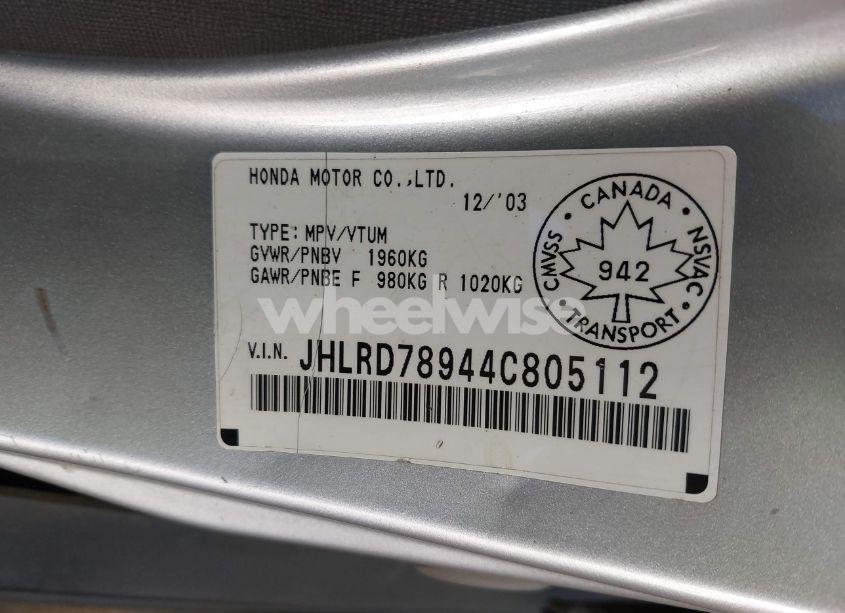 HONDA MOTOR CO.,LTD.
12/'03
TYPE: MPV/VTUM
GVWR/PNBV 1960KG
GAWR/PNBE F 980KG R 1020KG
CANADA
CMVSS
NSVAC
942
TRANSPORT
wheelwise
V.I.N. JHLRD78944C805112